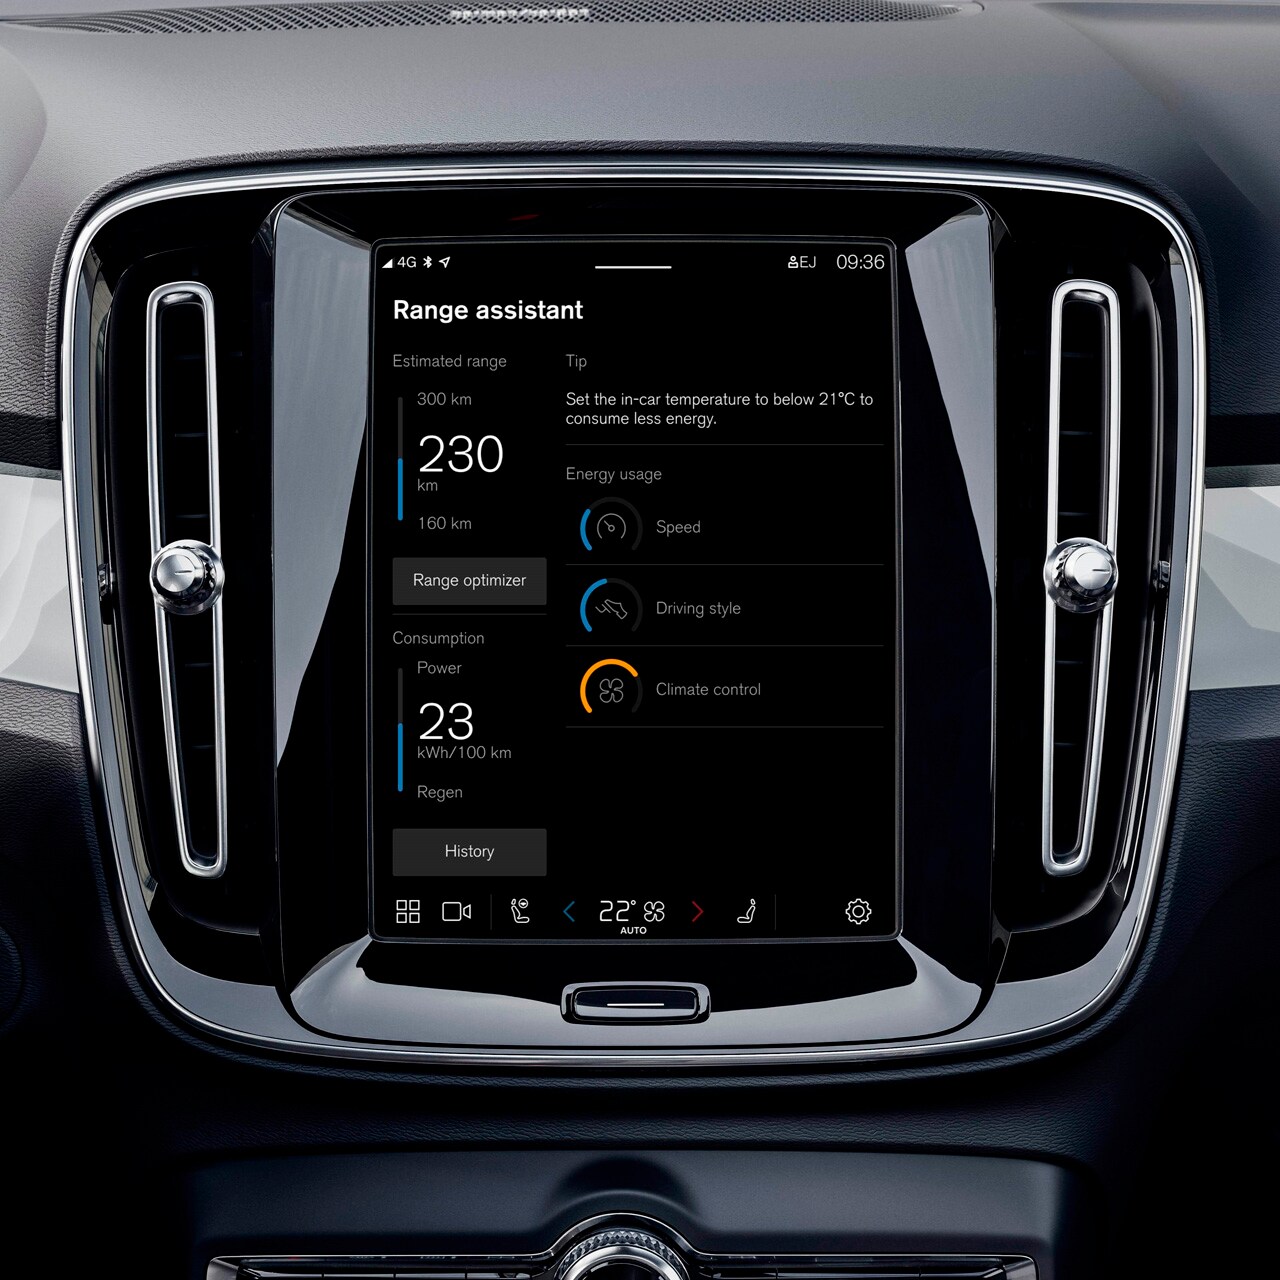 4G EJ 09:36
Range assistant
Estimated range
300 km
230
km
160 km
Range optimizer
Consumption
Power
23
kWh/100 km
Regen
History
Tip
Set the in-car temperature to below 21°C to
consume less energy.
Energy usage
Speed
Driving style
Climate control
22°
AUTO